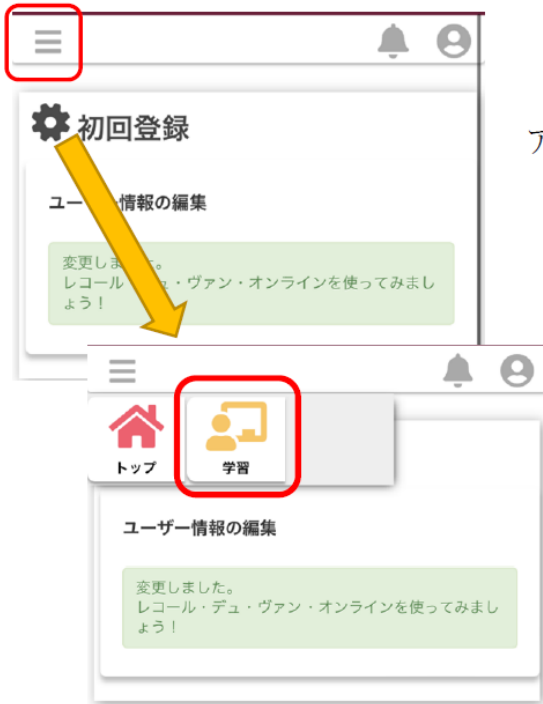 初回登録
ア
ユー
情報の編集
変更しま
た。
レコール
・ヴァン・オンラインを使ってみまし
ょう！
トップ
学習
ユーザー情報の編集
変更しました。
レコール・デュ・ヴァン・オンラインを使ってみまし
ょう！